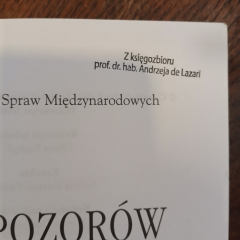 Z księgozbioru
prof. dr. hab. Andrzeja de Lazari
Spraw Międzynarodowych
POZORÓW